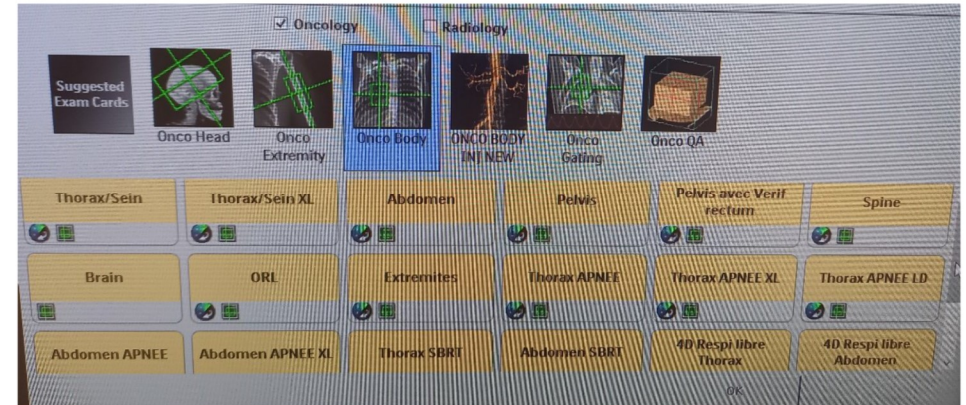 Oncology
Radiology
Suggested
Exam Cards
Onco Head
Onco
Extremity
Onco Body
ONCO BODY
INJ NEW
Onco
Gating
Onco QA
Thorax/Sein
Thorax/Sein XL
Abdomen
Pelvis
Pelvis avec Verif
rectum
Spine
Brain
ORL
Extremites
Thorax APNEE
Thorax APNEE XL
Thorax APNEE LD
Abdomen APNEE
Abdomen APNEE XL
Thorax SBRT
Abdomen SBRT
4D Respi libre
Thorax
4D Respi libre
Abdomen
OK